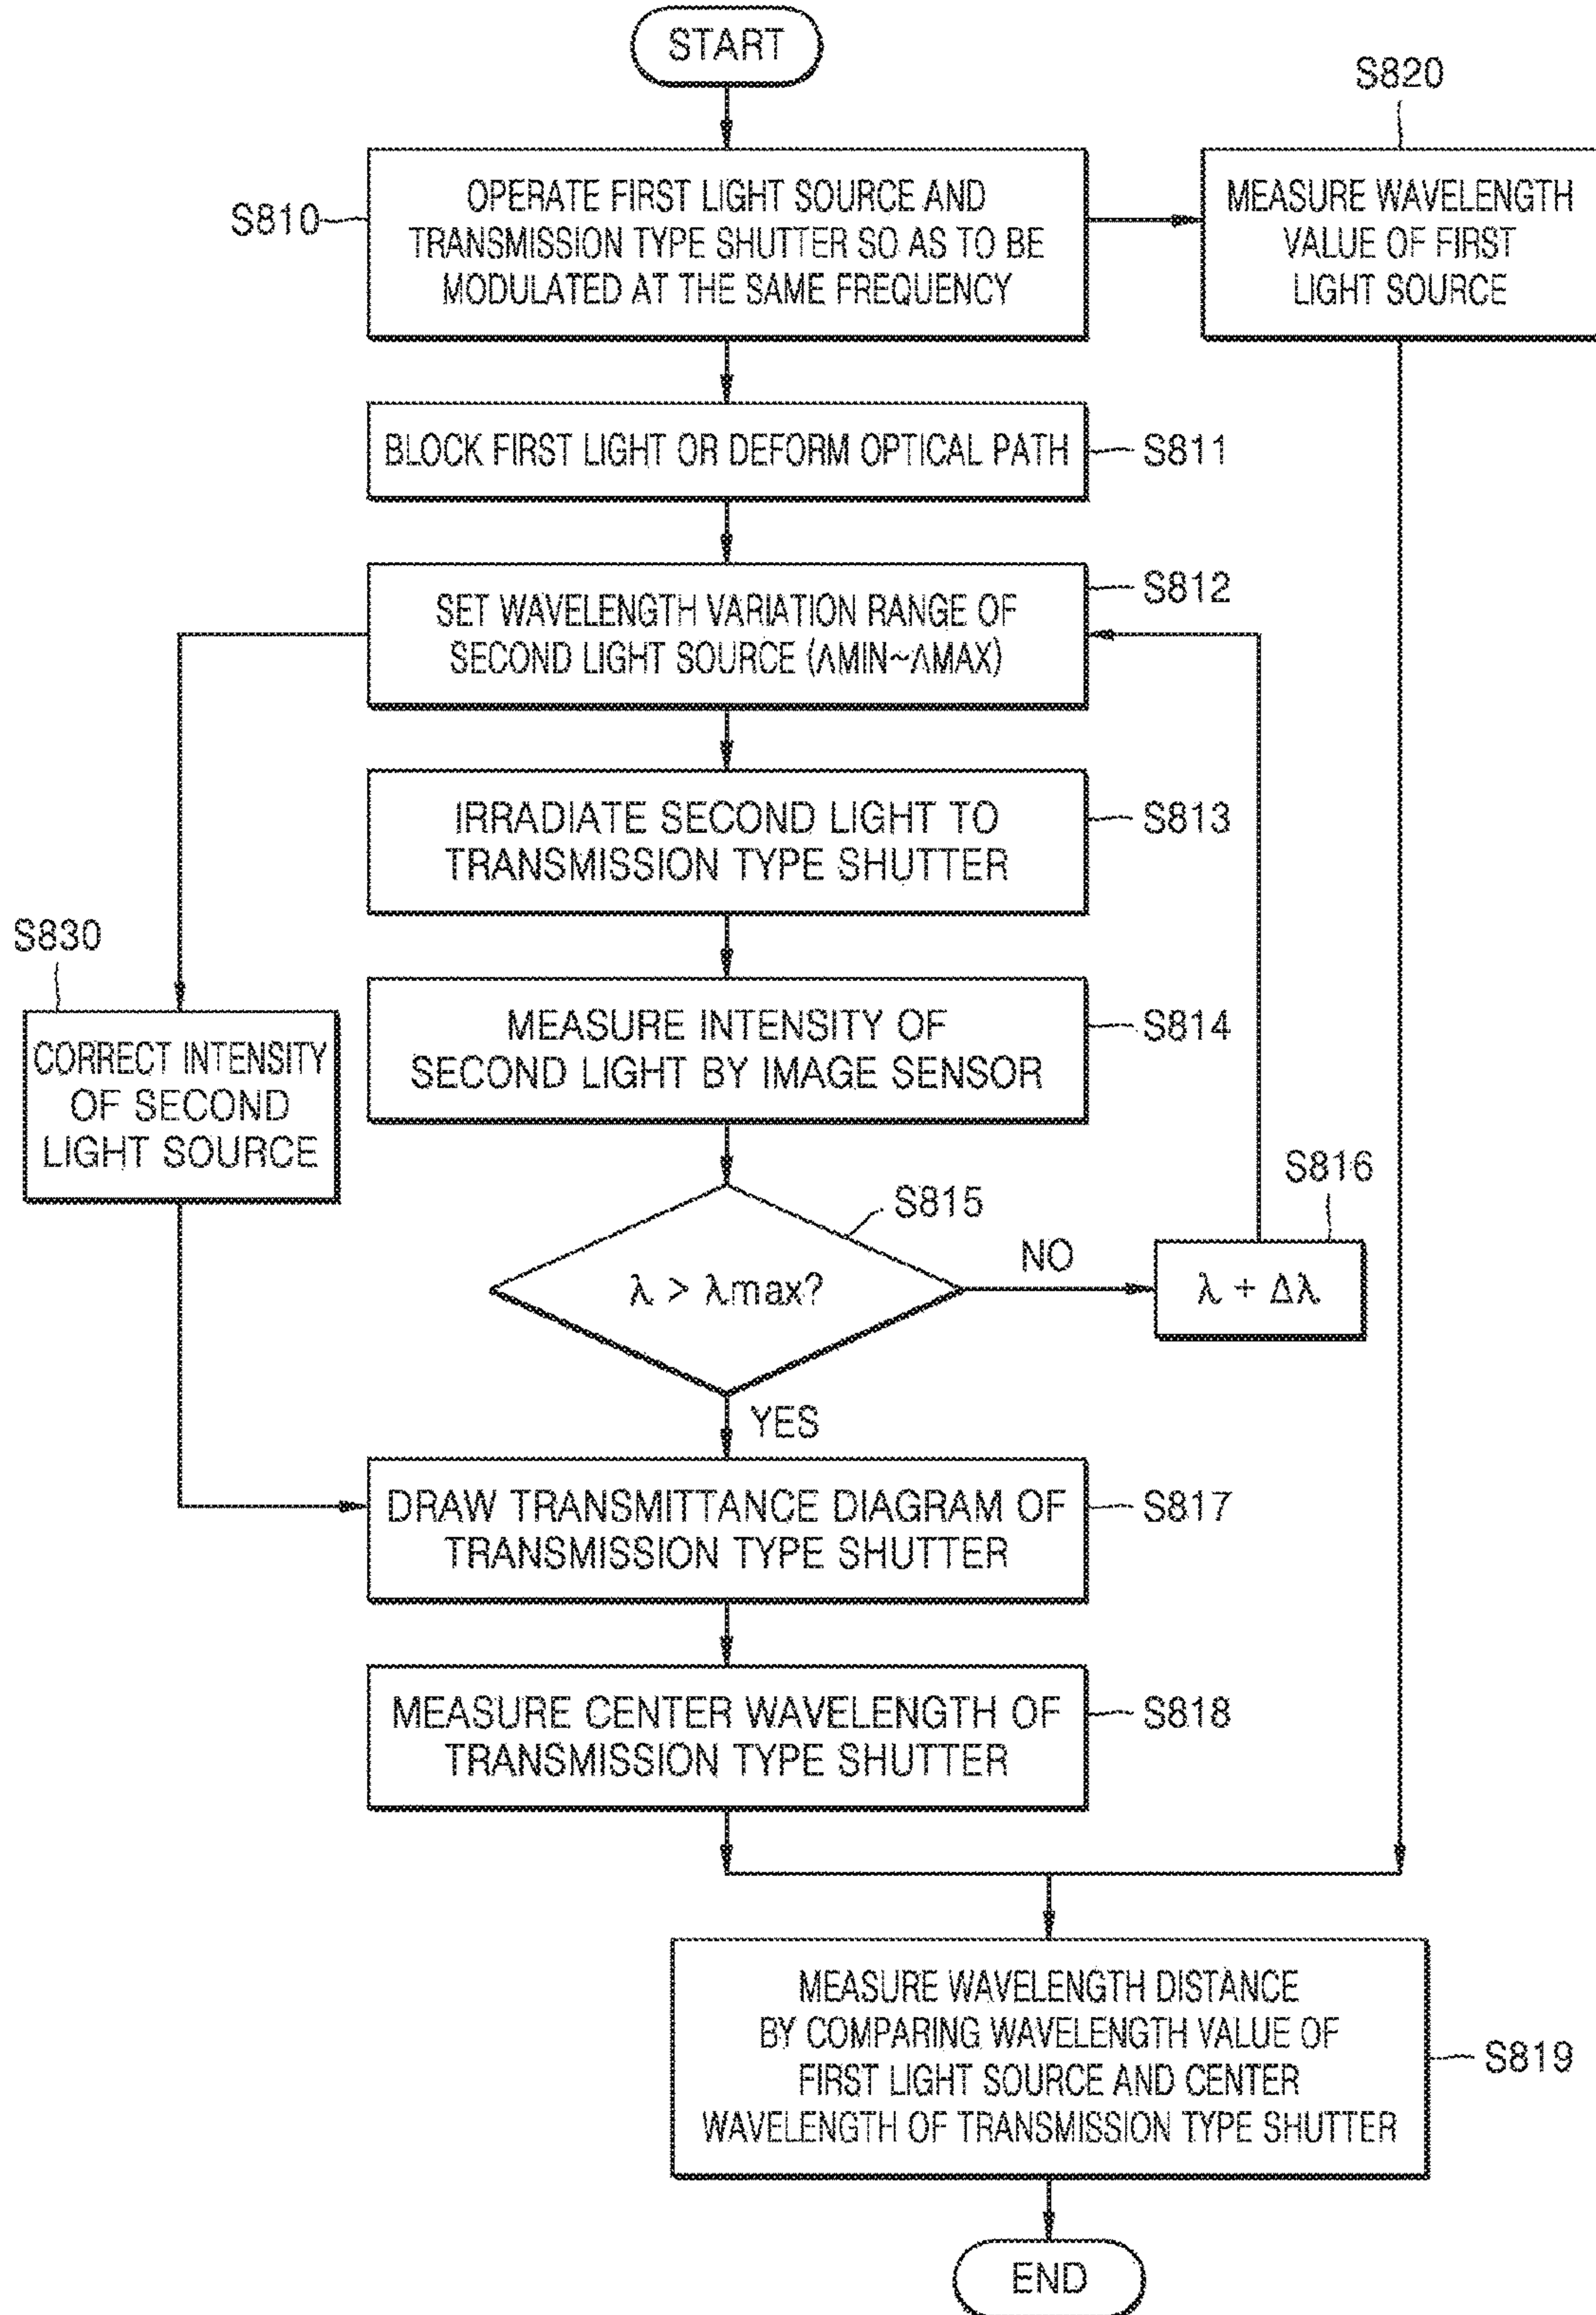 START
S820
S810
OPERATE FIRST LIGHT SOURCE AND
TRANSMISSION TYPE SHUTTER SO AS TO BE
MODULATED AT THE SAME FREQUENCY
MEASURE WAVELENGTH
VALUE OF FIRST
LIGHT SOURCE
BLOCK FIRST LIGHT OR DEFORM OPTICAL PATH
S811
SET WAVELENGTH VARIATION RANGE OF
SECOND LIGHT SOURCE (ΛMIN~ΛMAX)
S812
IRRADIATE SECOND LIGHT TO
TRANSMISSION TYPE SHUTTER
S813
S830
CORRECT INTENSITY
OF SECOND
LIGHT SOURCE
MEASURE INTENSITY OF
SECOND LIGHT BY IMAGE SENSOR
S814
S815
λ > λmax?
NO
S816
λ + Δλ
YES
DRAW TRANSMITTANCE DIAGRAM OF
TRANSMISSION TYPE SHUTTER
S817
MEASURE CENTER WAVELENGTH OF
TRANSMISSION TYPE SHUTTER
S818
MEASURE WAVELENGTH DISTANCE
BY COMPARING WAVELENGTH VALUE OF
FIRST LIGHT SOURCE AND CENTER
WAVELENGTH OF TRANSMISSION TYPE SHUTTER
S819
END